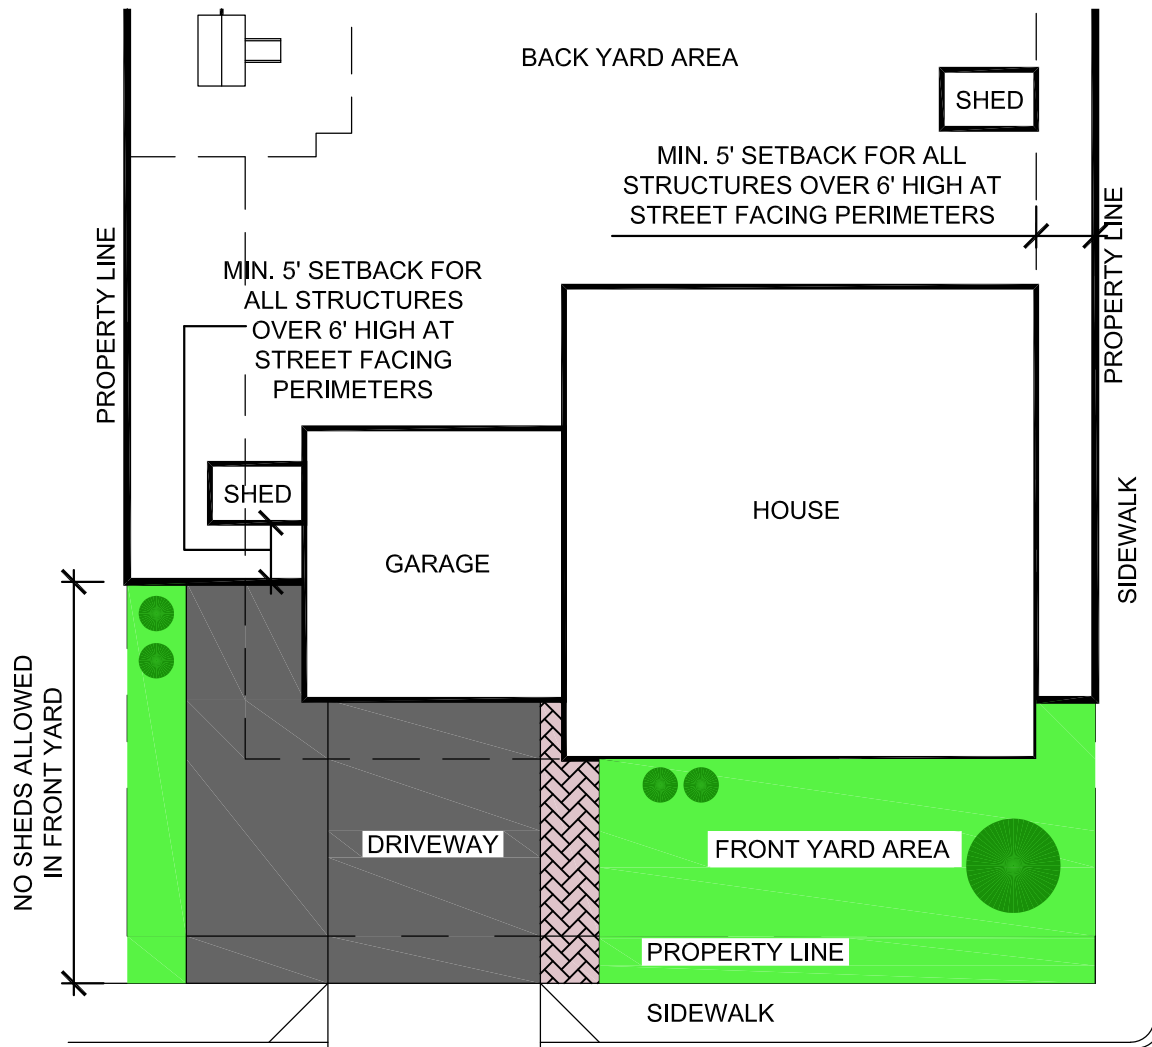 BACK YARD AREA
SHED
MIN. 5' SETBACK FOR ALL
STRUCTURES OVER 6' HIGH AT
STREET FACING PERIMETERS
PROPERTY LINE
PROPERTY LINE
MIN. 5' SETBACK FOR
ALL STRUCTURES
OVER 6' HIGH AT
STREET FACING
PERIMETERS
SHED
HOUSE
GARAGE
SIDEWALK
NO SHEDS ALLOWED
IN FRONT YARD
DRIVEWAY
FRONT YARD AREA
PROPERTY LINE
SIDEWALK